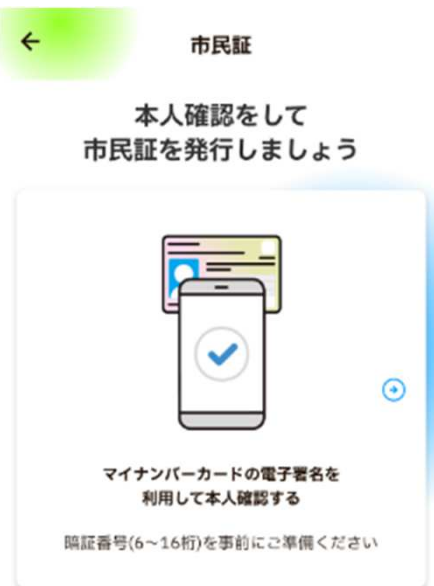 市民証
本人確認をして
市民証を発行しましょう
マイナンバーカードの電子署名を
利用して本人確認する
暗証番号(6〜16桁)を事前にご準備ください